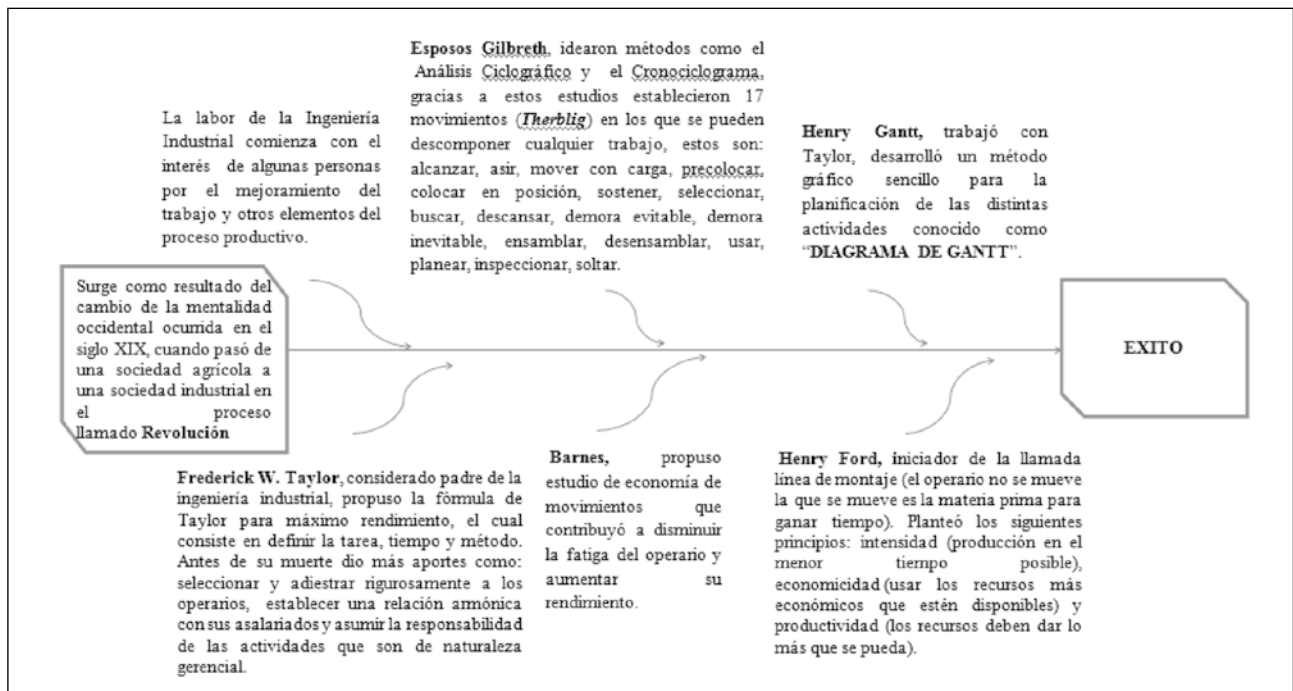 La labor de la Ingeniería
Industrial comienza con el
interés de algunas personas
por el mejoramiento del
trabajo y otros elementos del
proceso productivo.
Esposos Gilbreth, idearon métodos como el
Análisis Ciclográfico y el Cronociclograma,
gracias a estos estudios establecieron 17
movimientos (Therblig) en los que se pueden
descomponer cualquier trabajo, estos son:
alcanzar, asir, mover con carga, precolocar,
colocar en posición, sostener, seleccionar,
buscar, descansar, demora evitable, demora
inevitable, ensamblar, desensamblar, usar,
planear, inspeccionar, soltar.
Henry Gantt, trabajó con
Taylor, desarrolló un método
gráfico sencillo para la
planificación de las distintas
actividades conocido como
“DIAGRAMA DE GANTT”.
Surge como resultado del
cambio de la mentalidad
occidental ocurrida en el
siglo XIX, cuando pasó de
una sociedad agrícola a
una sociedad industrial en
el proceso
llamado Revolución
EXITO
Frederick W. Taylor, considerado padre de la
ingeniería industrial, propuso la fórmula de
Taylor para máximo rendimiento, el cual
consiste en definir la tarea, tiempo y método.
Antes de su muerte dio más aportes como:
seleccionar y adiestrar rigurosamente a los
operarios, establecer una relación armónica
con sus asalariados y asumir la responsabilidad
de las actividades que son de naturaleza
gerencial.
Barnes, propuso
estudio de economía de
movimientos que
contribuyó a disminuir
la fatiga del operario y
aumentar su
rendimiento.
Henry Ford, iniciador de la llamada
línea de montaje (el operario no se mueve
la que se mueve es la materia prima para
ganar tiempo). Planteó los siguientes
principios: intensidad (producción en el
menor tiempo posible),
economicidad (usar los recursos más
económicos que estén disponibles) y
productividad (los recursos deben dar lo
más que se pueda).